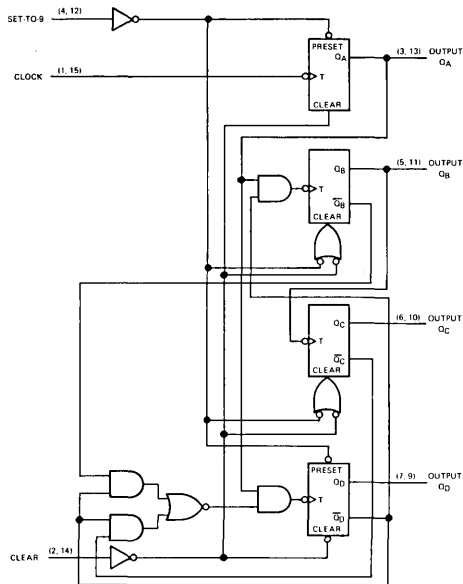 SET-TO-9 (4, 12)
PRESET
QA
(3, 13) OUTPUT
QA
CLOCK (1, 15)
T
CLEAR
QB
(5, 11) OUTPUT
QB
T
Q̅B
CLEAR
QC
(6, 10) OUTPUT
QC
T
Q̅C
CLEAR
PRESET
QD
(7, 9) OUTPUT
QD
T
Q̅D
CLEAR
CLEAR (2, 14)